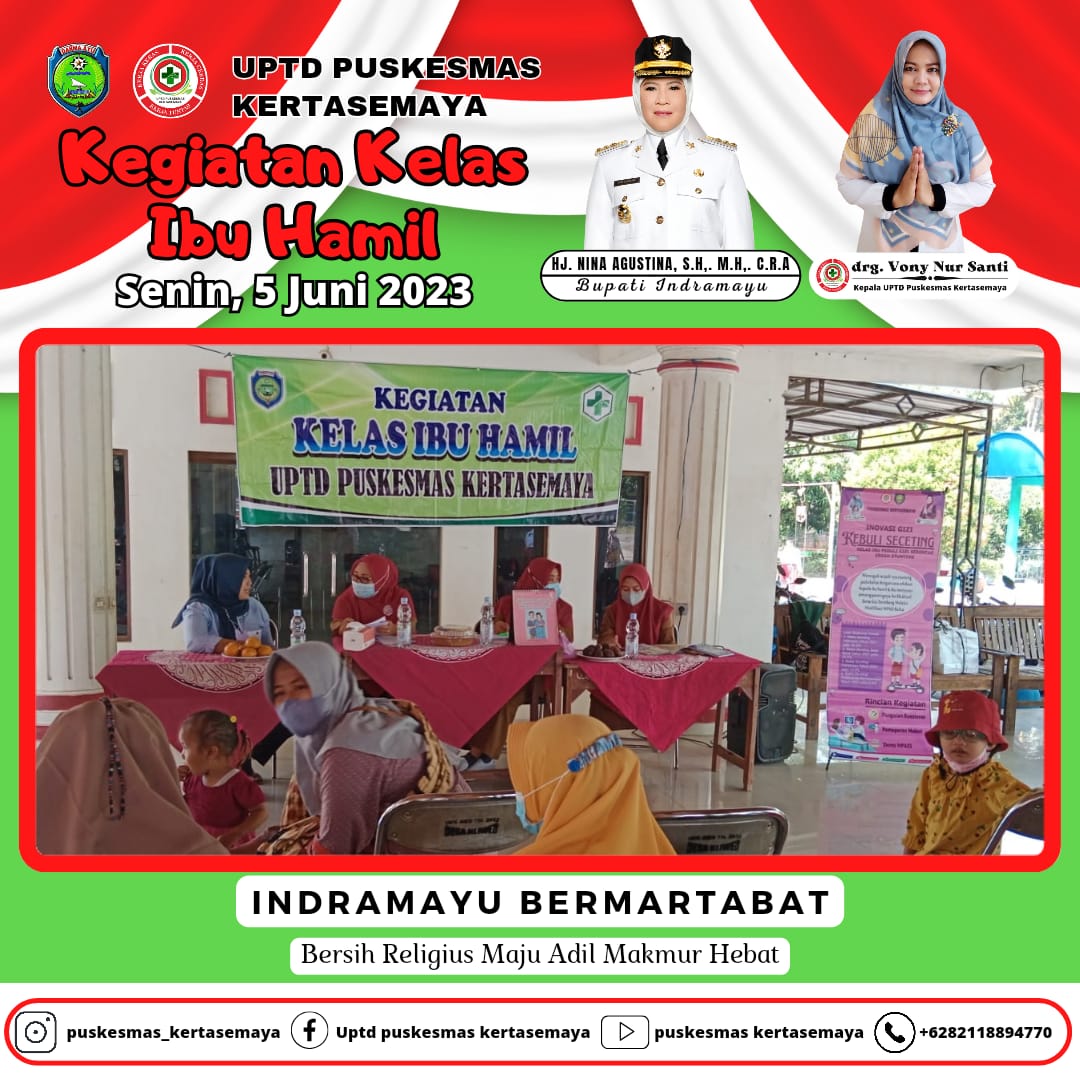 UPTD PUSKESMAS
KERTASEMAYA
Kegiatan Kelas
Ibu Hamil
Senin, 5 Juni 2023
HJ. NINA AGUSTINA, S.H,. M.H,. C.R.A
Bupati Indramayu
drg. Vony Nur Santi
Kepala UPTD Puskesmas Kertasemaya
KEGIATAN
KELAS IBU HAMIL
UPTD PUSKESMAS KERTASEMAYA
INOVASI GIZI
KEBULI SECETING
Rincian Kegiatan
INDRAMAYU BERMARTABAT
Bersih Religius Maju Adil Makmur Hebat
puskesmas_kertasemaya
Uptd puskesmas kertasemaya
puskesmas kertasemaya
+6282118894770